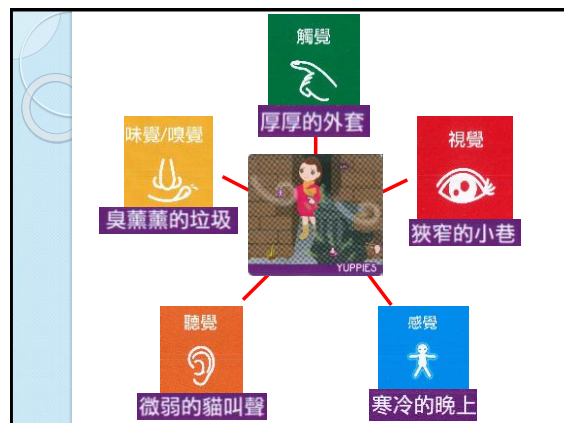 觸覺
厚厚的外套
味覺/嗅覺
臭薰薰的垃圾
視覺
狹窄的小巷
YUPPIES
聽覺
微弱的貓叫聲
感覺
寒冷的晚上